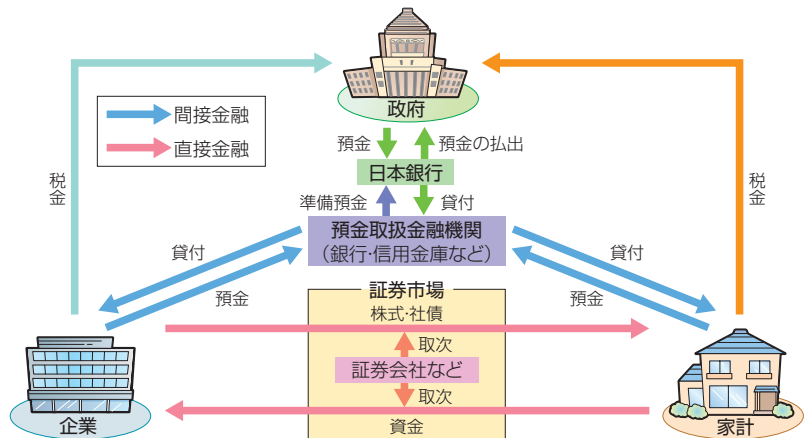 政府
間接金融
直接金融
預金
預金の払出
日本銀行
税金
税金
準備預金
貸付
預金取扱金融機関
(銀行・信用金庫など)
貸付
貸付
預金
預金
証券市場
株式・社債
取次
証券会社など
取次
資金
企業
家計